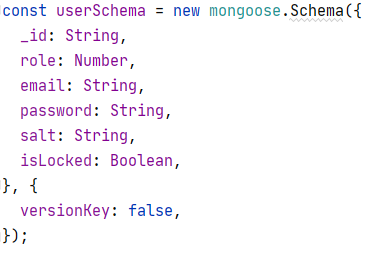 const userSchema = new mongoose.Schema({
  _id: String,
  role: Number,
  email: String,
  password: String,
  salt: String,
  isLocked: Boolean,
}, {
  versionKey: false,
});